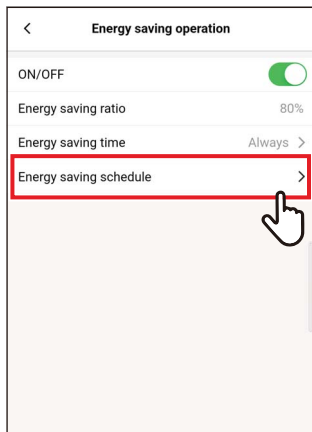 Energy saving operation
ON/OFF
Energy saving ratio 80%
Energy saving time Always
Energy saving schedule